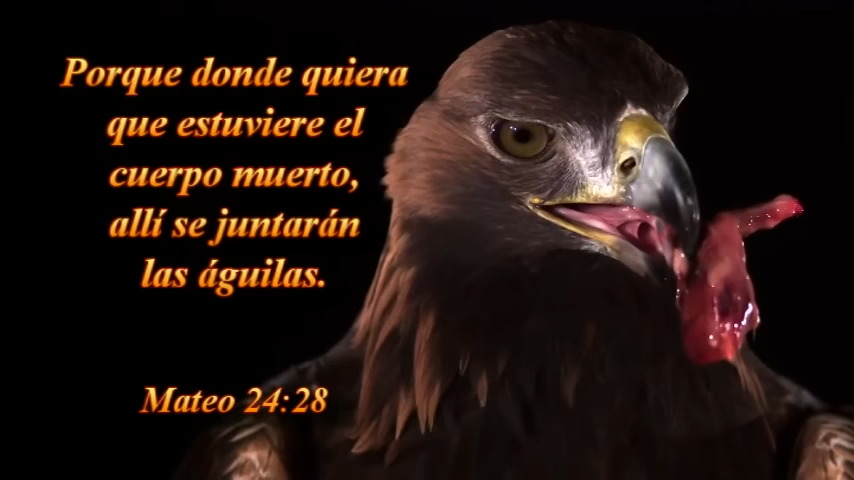 Porque donde quiera
que estuviere el
cuerpo muerto,
allí se juntarán
las águilas.
Mateo 24:28